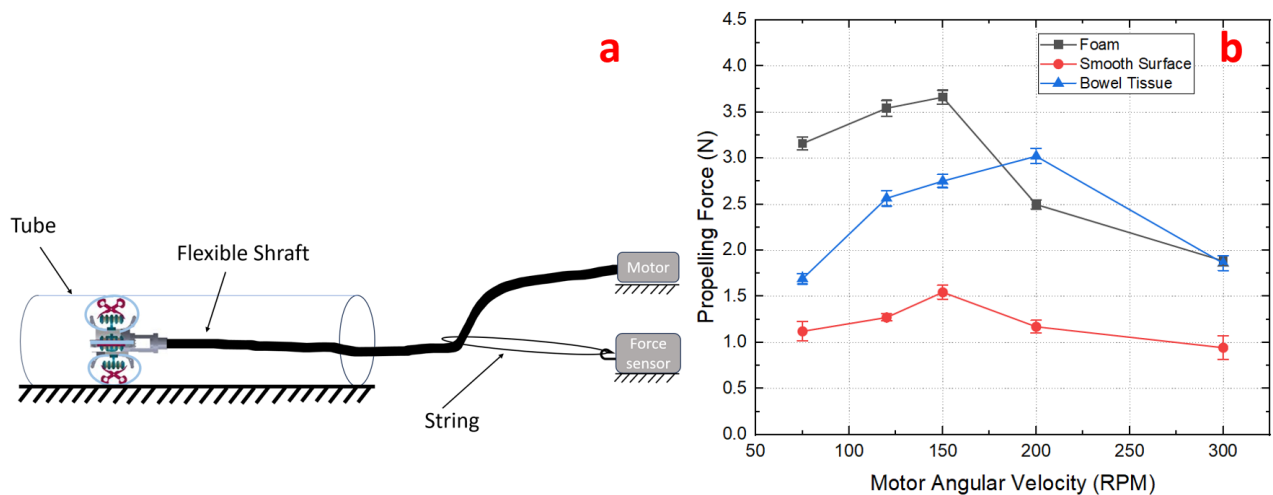 a
Tube
Flexible Shraft
Motor
Force
sensor
String
b
Foam
Smooth Surface
Bowel Tissue
Propelling Force (N)
4.5
4.0
3.5
3.0
2.5
2.0
1.5
1.0
0.5
0.0
50 100 150 200 250 300
Motor Angular Velocity (RPM)